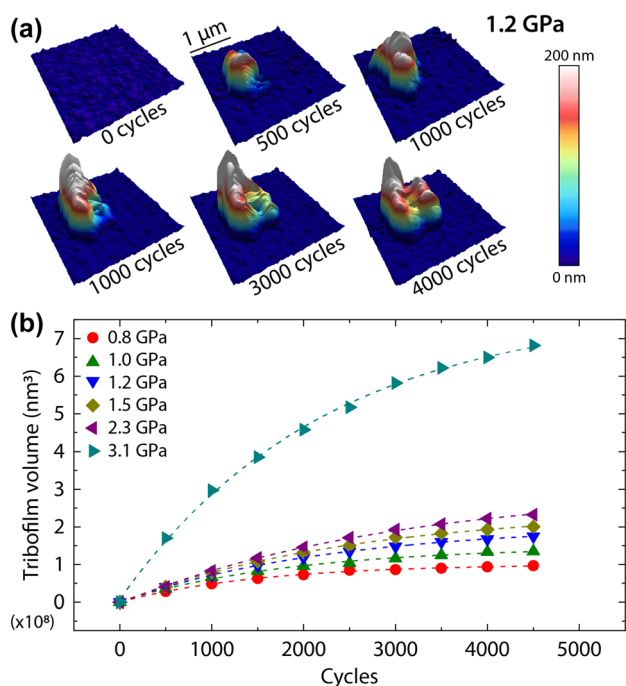 (a)
1.2 GPa
1 μm
200 nm
0 cycles
500 cycles
1000 cycles
1000 cycles
3000 cycles
4000 cycles
0 nm
(b)
7
6
5
4
3
2
1
0
(x10⁸)
Tribofilm volume (nm³)
0.8 GPa
1.0 GPa
1.2 GPa
1.5 GPa
2.3 GPa
3.1 GPa
0 1000 2000 3000 4000 5000
Cycles